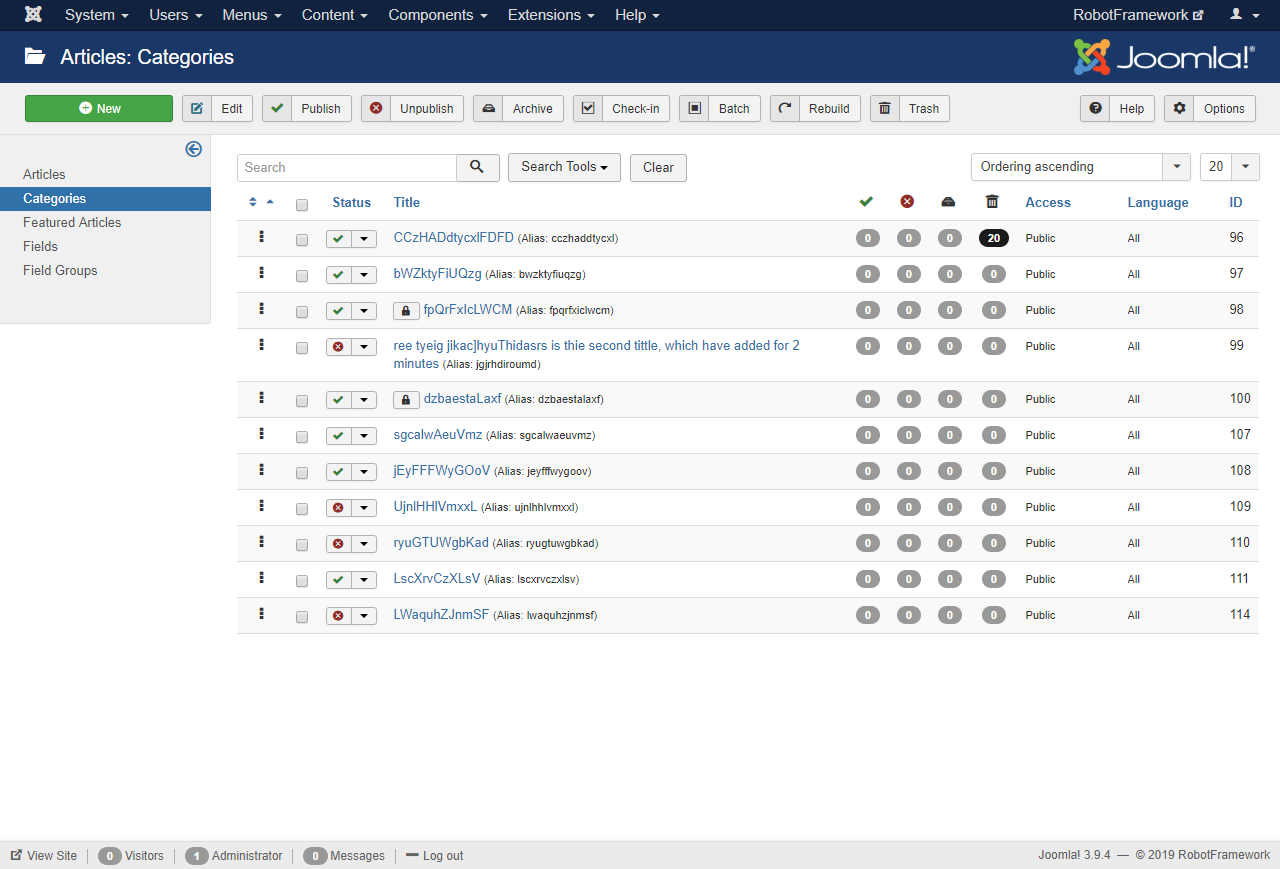 System Users Menus Content Components Extensions Help RobotFramework
Articles: Categories Joomla!®
New Edit Publish Unpublish Archive Check-in Batch Rebuild Trash Help Options
Articles
Categories
Featured Articles
Fields
Field Groups
Search Search Tools Clear Ordering ascending 20
Status Title Access Language ID
CCzHADdtycxlFDFD (Alias: cczhaddtycxl) 0 0 0 20 Public All 96
bWZktyFiUQzg (Alias: bwzktyfiuqzg) 0 0 0 0 Public All 97
fpQrFxIcLWCM (Alias: fpqrfxiclwcm) 0 0 0 0 Public All 98
ree tyeig jikac]hyuThidasrs is thie second tittle, which have added for 2 0 0 0 0 Public All 99
minutes (Alias: jgjrhdiroumd)
dzbaestaLaxf (Alias: dzbaestalaxf) 0 0 0 0 Public All 100
sgcalwAeuVmz (Alias: sgcalwaeuvmz) 0 0 0 0 Public All 107
jEyFFFWyGOoV (Alias: jeyfffwygoov) 0 0 0 0 Public All 108
UjnlHHlVmxxL (Alias: ujnlhhlvmxxl) 0 0 0 0 Public All 109
ryuGTUWgbKad (Alias: ryugtuwgbkad) 0 0 0 0 Public All 110
LscXrvCzXLsV (Alias: lscxrvczxlsv) 0 0 0 0 Public All 111
LWaquhZJnmSF (Alias: lwaquhzjnmsf) 0 0 0 0 Public All 114
View Site 0 Visitors 1 Administrator 0 Messages Log out Joomla! 3.9.4 — © 2019 RobotFramework